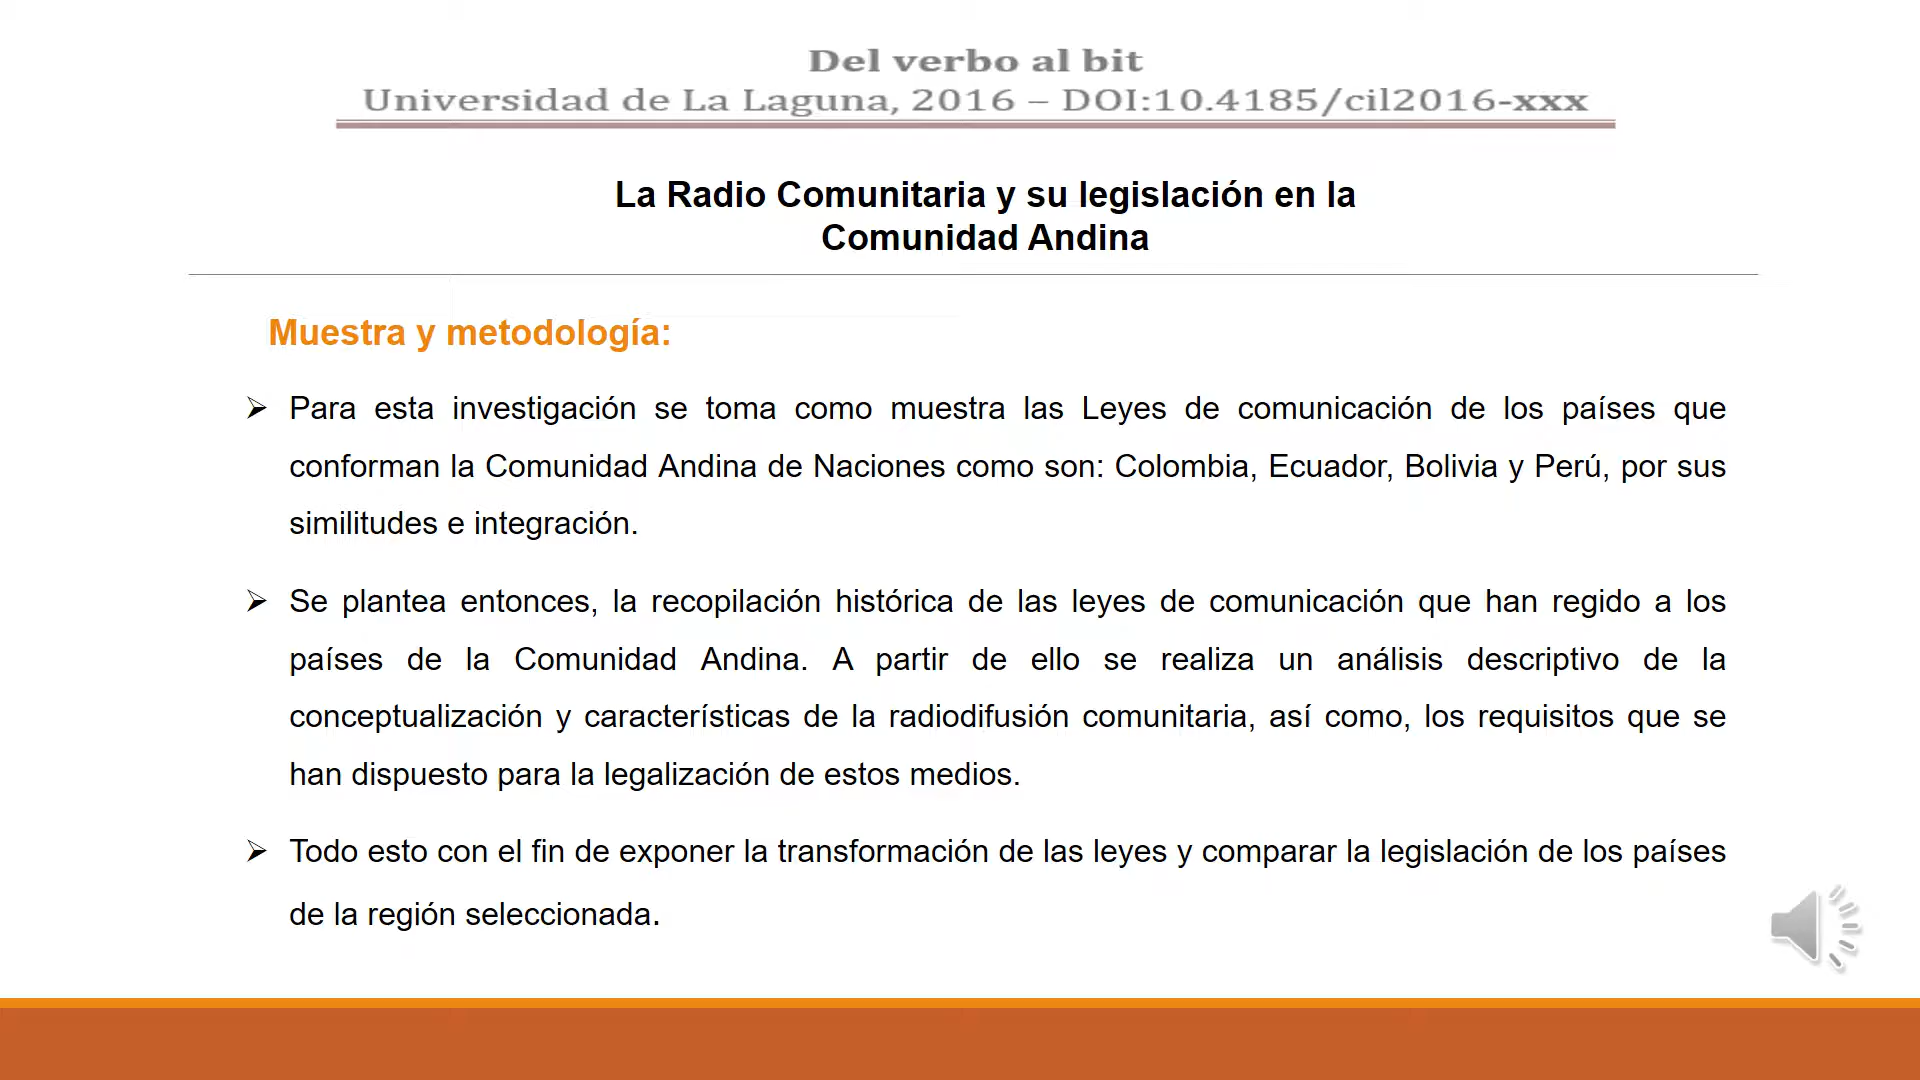 Del verbo al bit
Universidad de La Laguna, 2016 – DOI:10.4185/cil2016-xxx
La Radio Comunitaria y su legislación en la
Comunidad Andina
Muestra y metodología:
➢ Para esta investigación se toma como muestra las Leyes de comunicación de los países que
conforman la Comunidad Andina de Naciones como son: Colombia, Ecuador, Bolivia y Perú, por sus
similitudes e integración.
➢ Se plantea entonces, la recopilación histórica de las leyes de comunicación que han regido a los
países de la Comunidad Andina. A partir de ello se realiza un análisis descriptivo de la
conceptualización y características de la radiodifusión comunitaria, así como, los requisitos que se
han dispuesto para la legalización de estos medios.
➢ Todo esto con el fin de exponer la transformación de las leyes y comparar la legislación de los países
de la región seleccionada.